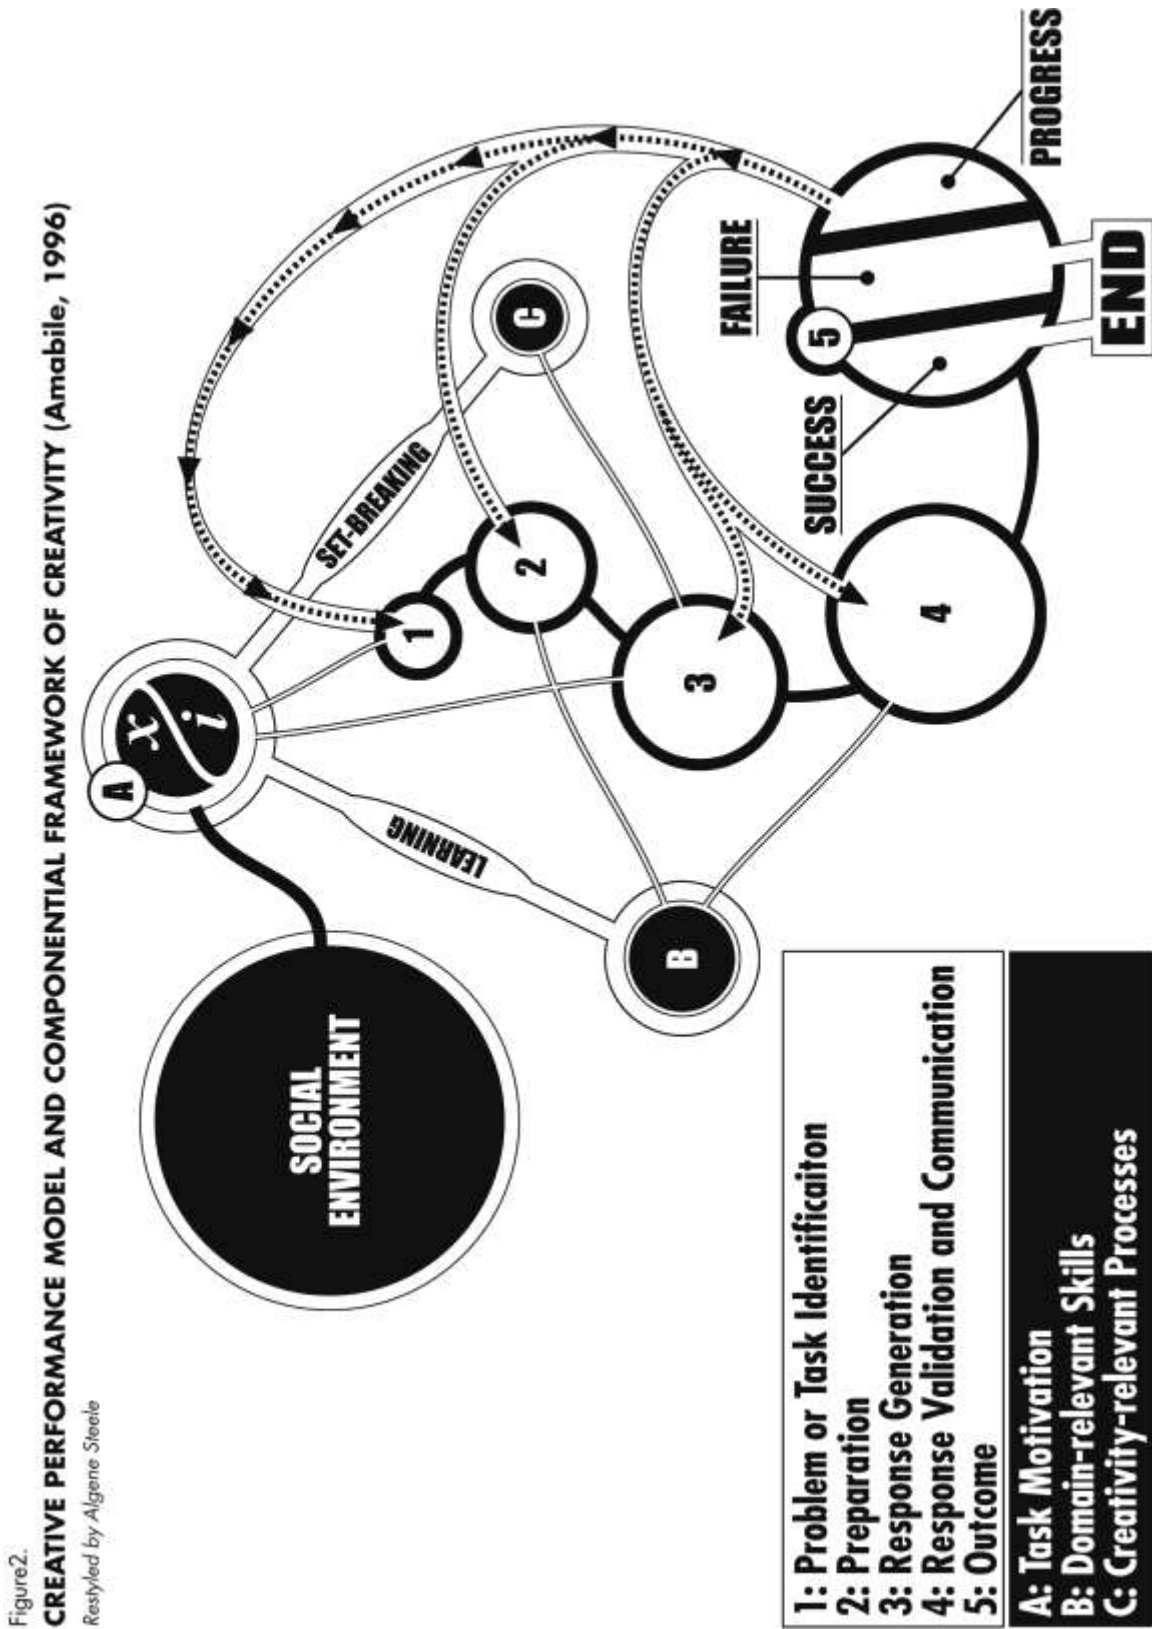 Figure2.
CREATIVE PERFORMANCE MODEL AND COMPONENTIAL FRAMEWORK OF CREATIVITY (Amabile, 1996)
Restyled by Algene Steele
SOCIAL
ENVIRONMENT
A
x
i
LEARNING
SET-BREAKING
B
C
1
2
3
4
5
SUCCESS
FAILURE
PROGRESS
END
1: Problem or Task Identificaiton
2: Preparation
3: Response Generation
4: Response Validation and Communication
5: Outcome
A: Task Motivation
B: Domain-relevant Skills
C: Creativity-relevant Processes